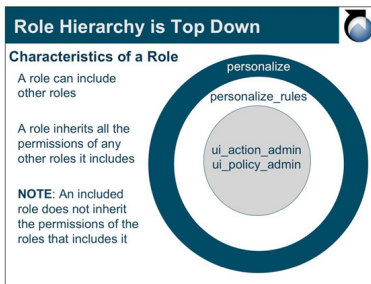 Role Hierarchy is Top Down
Characteristics of a Role
A role can include
other roles
A role inherits all the
permissions of any
other roles it includes
NOTE: An included
role does not inherit
the permissions of the
roles that includes it
personalize
personalize_rules
ui_action_admin
ui_policy_admin